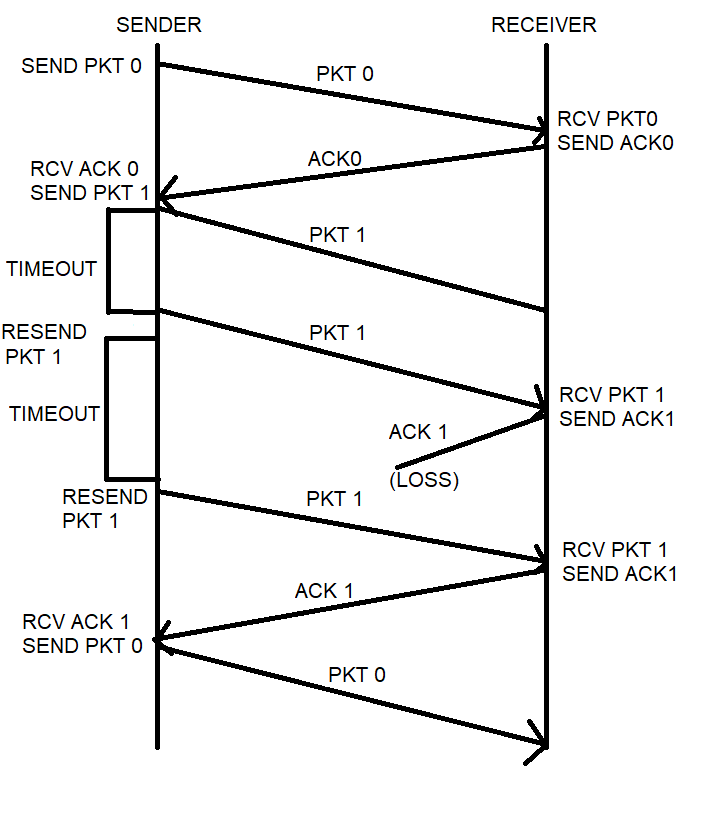 SENDER
RECEIVER
SEND PKT 0
PKT 0
RCV PKT0
SEND ACK0
ACK0
RCV ACK 0
SEND PKT 1
PKT 1
TIMEOUT
RESEND
PKT 1
PKT 1
RCV PKT 1
SEND ACK1
TIMEOUT
ACK 1
(LOSS)
RESEND
PKT 1
PKT 1
RCV PKT 1
SEND ACK1
ACK 1
RCV ACK 1
SEND PKT 0
PKT 0